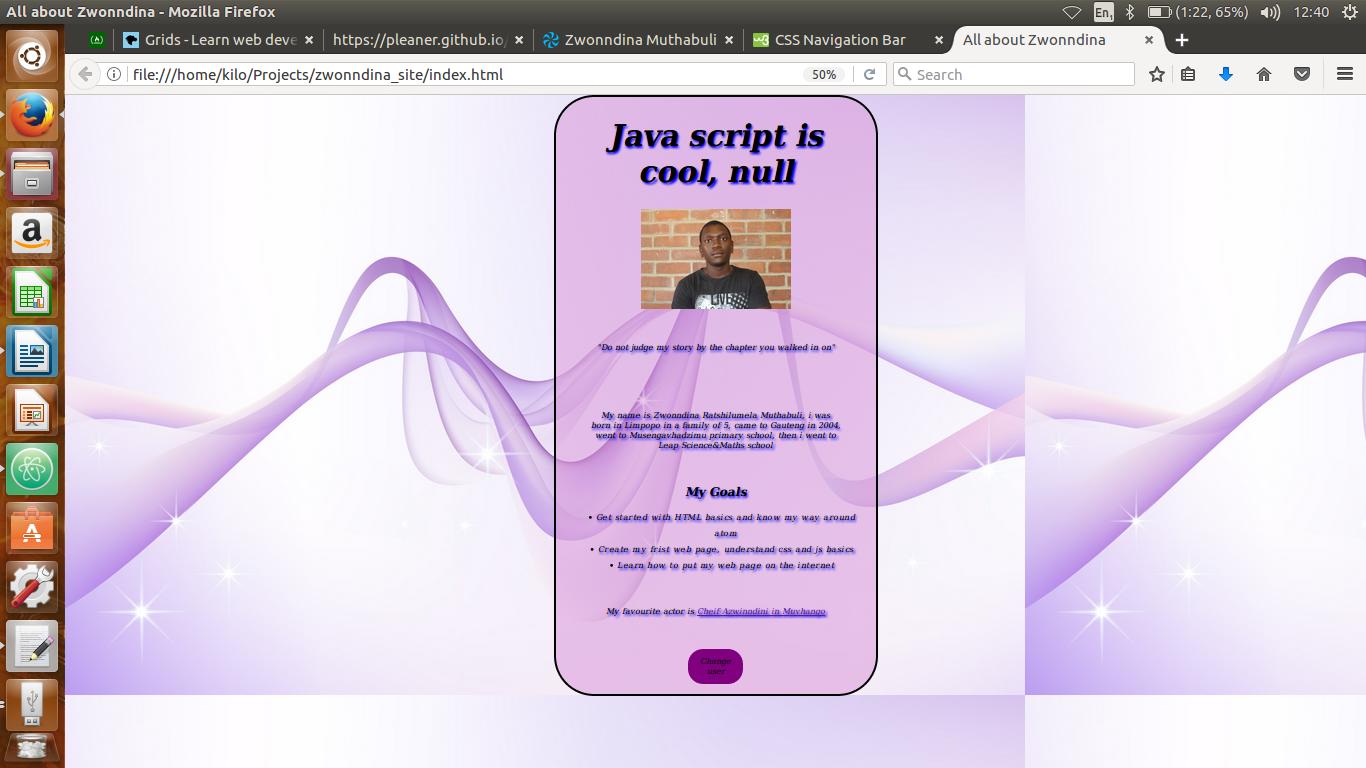 All about Zwonndina - Mozilla Firefox
En1 (1:22, 65%) 12:40
Grids - Learn web deve
https://pleaner.github.io/
Zwonndina Muthabuli
CSS Navigation Bar
All about Zwonndina
file:///home/kilo/Projects/zwonndina_site/index.html
50%
Search
Java script is
cool, null
LIVE
"Do not judge my story by the chapter you walked in on"
My name is Zwonndina Ratshilumela Muthabuli, i was
born in Limpopo in a family of 5, came to Gauteng in 2004,
went to Musengavhadzimu primary school, then i went to
Leap Science&Maths school
My Goals
• Get started with HTML basics and know my way around
atom
• Create my frist web page, understand css and js basics
• Learn how to put my web page on the internet
My favourite actor is Cheif Azwinndini in Muvhango
Change
user